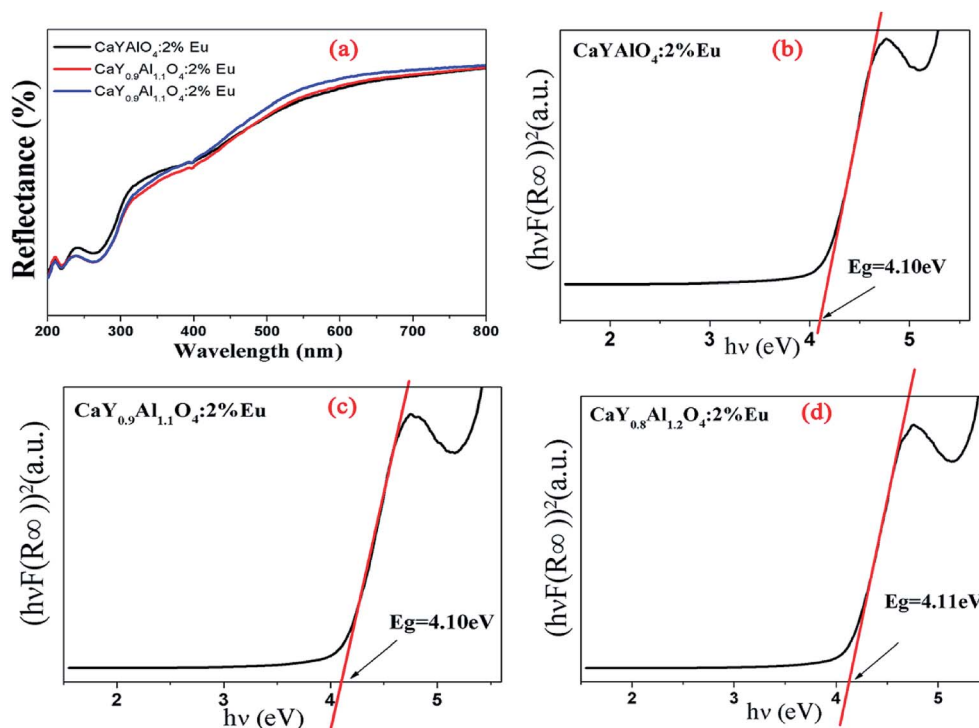 CaYAlO₄:2% Eu
CaY₀.₉Al₁.₁O₄:2% Eu
CaY₀.₉Al₁.₁O₄:2% Eu
(a)
Reflectance (%)
200 300 400 500 600 700 800
Wavelength (nm)
CaYAlO₄:2%Eu
(b)
(hνF(R∞))²(a.u.)
Eg=4.10eV
2 3 4 5
hν (eV)
CaY₀.₉Al₁.₁O₄:2%Eu
(c)
(hνF(R∞))²(a.u.)
Eg=4.10eV
2 3 4 5
hν (eV)
CaY₀.₈Al₁.₂O₄:2%Eu
(d)
(hνF(R∞))²(a.u.)
Eg=4.11eV
2 3 4 5
hν (eV)